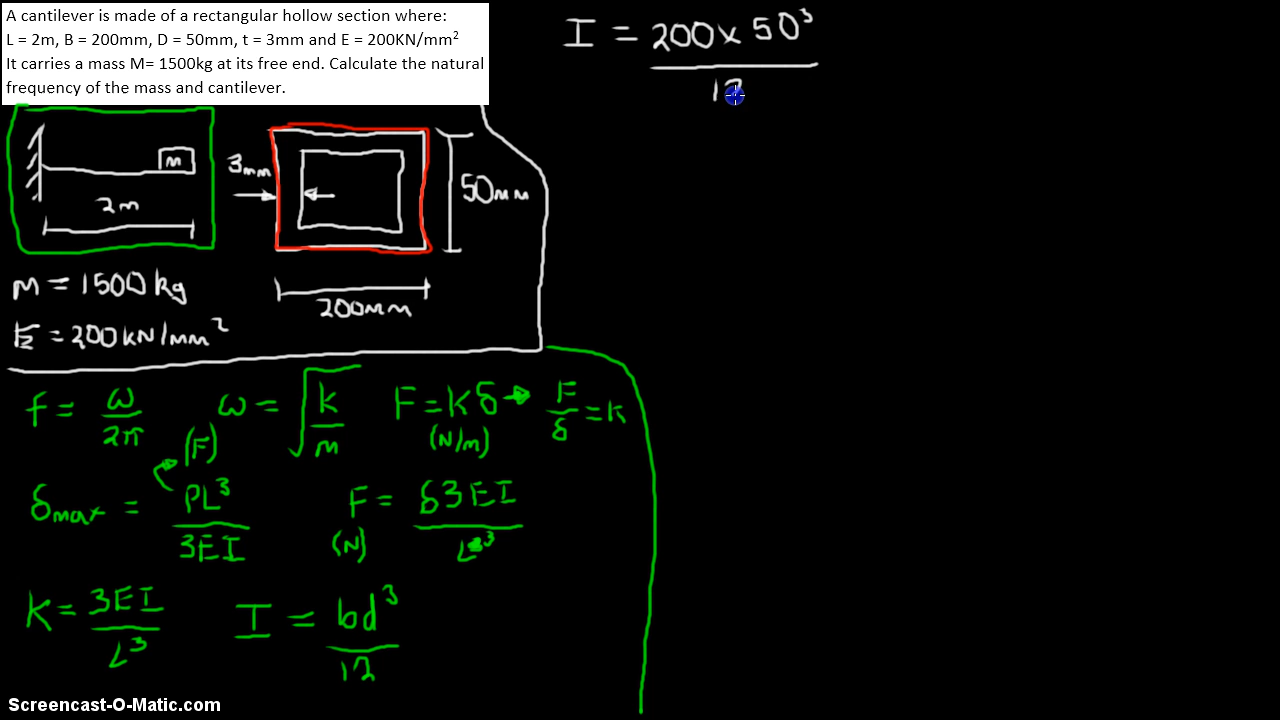 A cantilever is made of a rectangular hollow section where:
L = 2m, B = 200mm, D = 50mm, t = 3mm and E = 200KN/mm²
It carries a mass M= 1500kg at its free end. Calculate the natural
frequency of the mass and cantilever.
I = 200 x 50³ / 12
M
2m
3mm
50mm
200mm
M = 1500 kg
E = 200 kN/mm²
f = ω / 2π
ω = √(k / m)
F = Kδ → F / δ = K
(N/m)
(F)
δmax = PL³ / 3EI
F = δ3EI / L³
(N)
K = 3EI / L³
I = bd³ / 12
Screencast-O-Matic.com